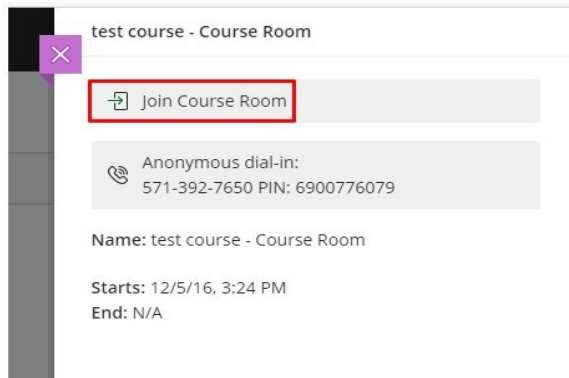 test course - Course Room
Join Course Room
Anonymous dial-in:
571-392-7650 PIN: 6900776079
Name: test course - Course Room
Starts: 12/5/16, 3:24 PM
End: N/A